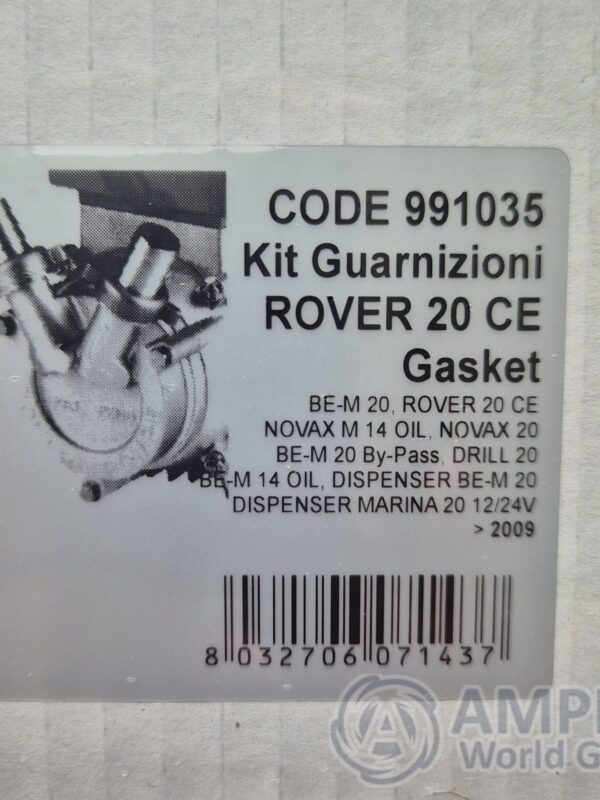 CODE 991035
Kit Guarnizioni
ROVER 20 CE
Gasket
BE-M 20, ROVER 20 CE
NOVAX M 14 OIL, NOVAX 20
BE-M 20 By-Pass, DRILL 20
BE-M 14 OIL, DISPENSER BE-M 20
DISPENSER MARINA 20 12/24V
> 2009
8 032706 071437
World